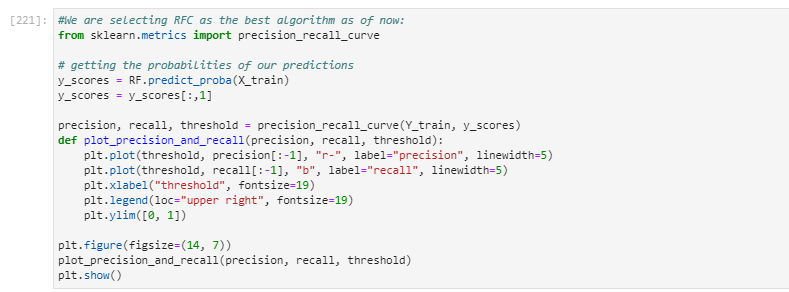 [221]: #We are selecting RFC as the best algorithm as of now:
from sklearn.metrics import precision_recall_curve
# getting the probabilities of our predictions
y_scores = RF.predict_proba(X_train)
y_scores = y_scores[:,1]
precision, recall, threshold = precision_recall_curve(Y_train, y_scores)
def plot_precision_and_recall(precision, recall, threshold):
    plt.plot(threshold, precision[:-1], "r-", label="precision", linewidth=5)
    plt.plot(threshold, recall[:-1], "b", label="recall", linewidth=5)
    plt.xlabel("threshold", fontsize=19)
    plt.legend(loc="upper right", fontsize=19)
    plt.ylim([0, 1])
plt.figure(figsize=(14, 7))
plot_precision_and_recall(precision, recall, threshold)
plt.show()